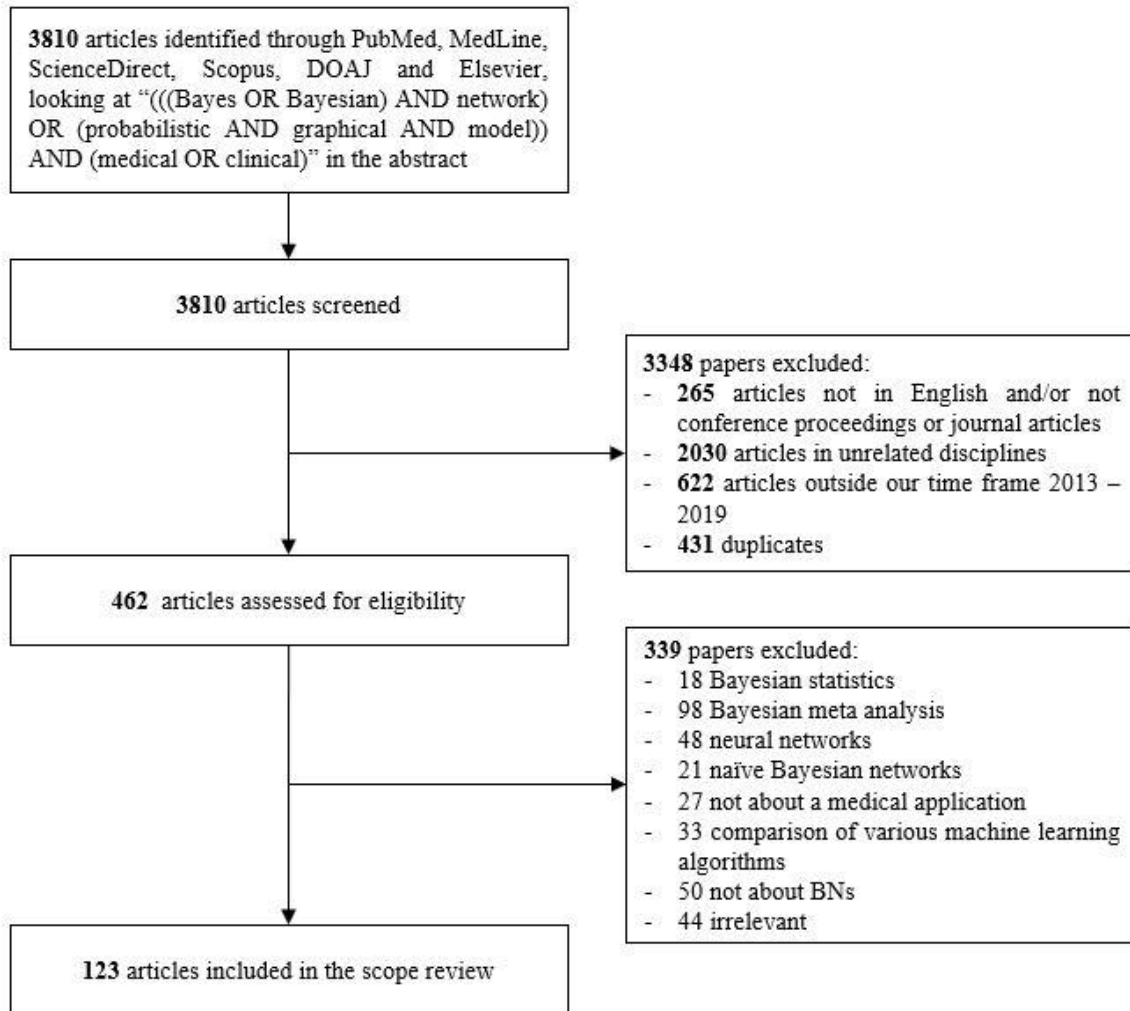 3810 articles identified through PubMed, MedLine,
ScienceDirect, Scopus, DOAJ and Elsevier,
looking at “(((Bayes OR Bayesian) AND network)
OR (probabilistic AND graphical AND model))
AND (medical OR clinical)” in the abstract
3810 articles screened
3348 papers excluded:
- 265 articles not in English and/or not
conference proceedings or journal articles
- 2030 articles in unrelated disciplines
- 622 articles outside our time frame 2013 –
2019
- 431 duplicates
462 articles assessed for eligibility
339 papers excluded:
- 18 Bayesian statistics
- 98 Bayesian meta analysis
- 48 neural networks
- 21 naïve Bayesian networks
- 27 not about a medical application
- 33 comparison of various machine learning
algorithms
- 50 not about BNs
- 44 irrelevant
123 articles included in the scope review